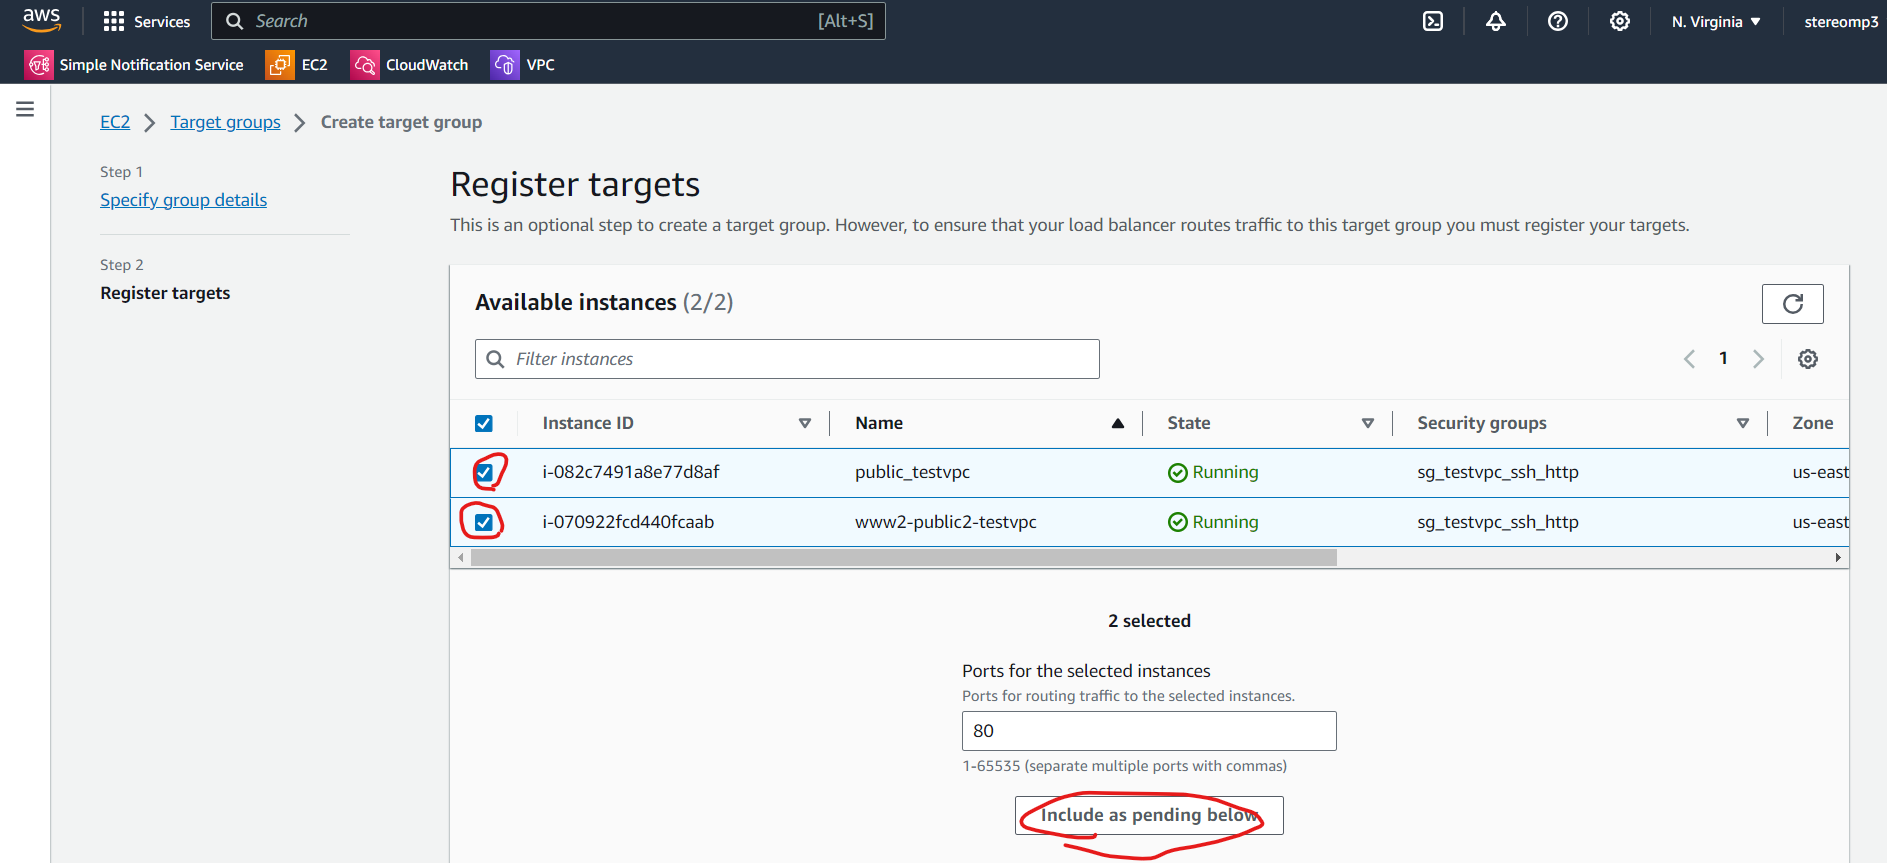 aws
Services
Search
[Alt+S]
N. Virginia
stereomp3
Simple Notification Service
EC2
CloudWatch
VPC
EC2
Target groups
Create target group
Step 1
Specify group details
Step 2
Register targets
Register targets
This is an optional step to create a target group. However, to ensure that your load balancer routes traffic to this target group you must register your targets.
Available instances (2/2)
Filter instances
1
Instance ID
Name
State
Security groups
Zone
i-082c7491a8e77d8af
public_testvpc
Running
sg_testvpc_ssh_http
us-east
i-070922fcd440fcaab
www2-public2-testvpc
Running
sg_testvpc_ssh_http
us-east
2 selected
Ports for the selected instances
Ports for routing traffic to the selected instances.
80
1-65535 (separate multiple ports with commas)
Include as pending below